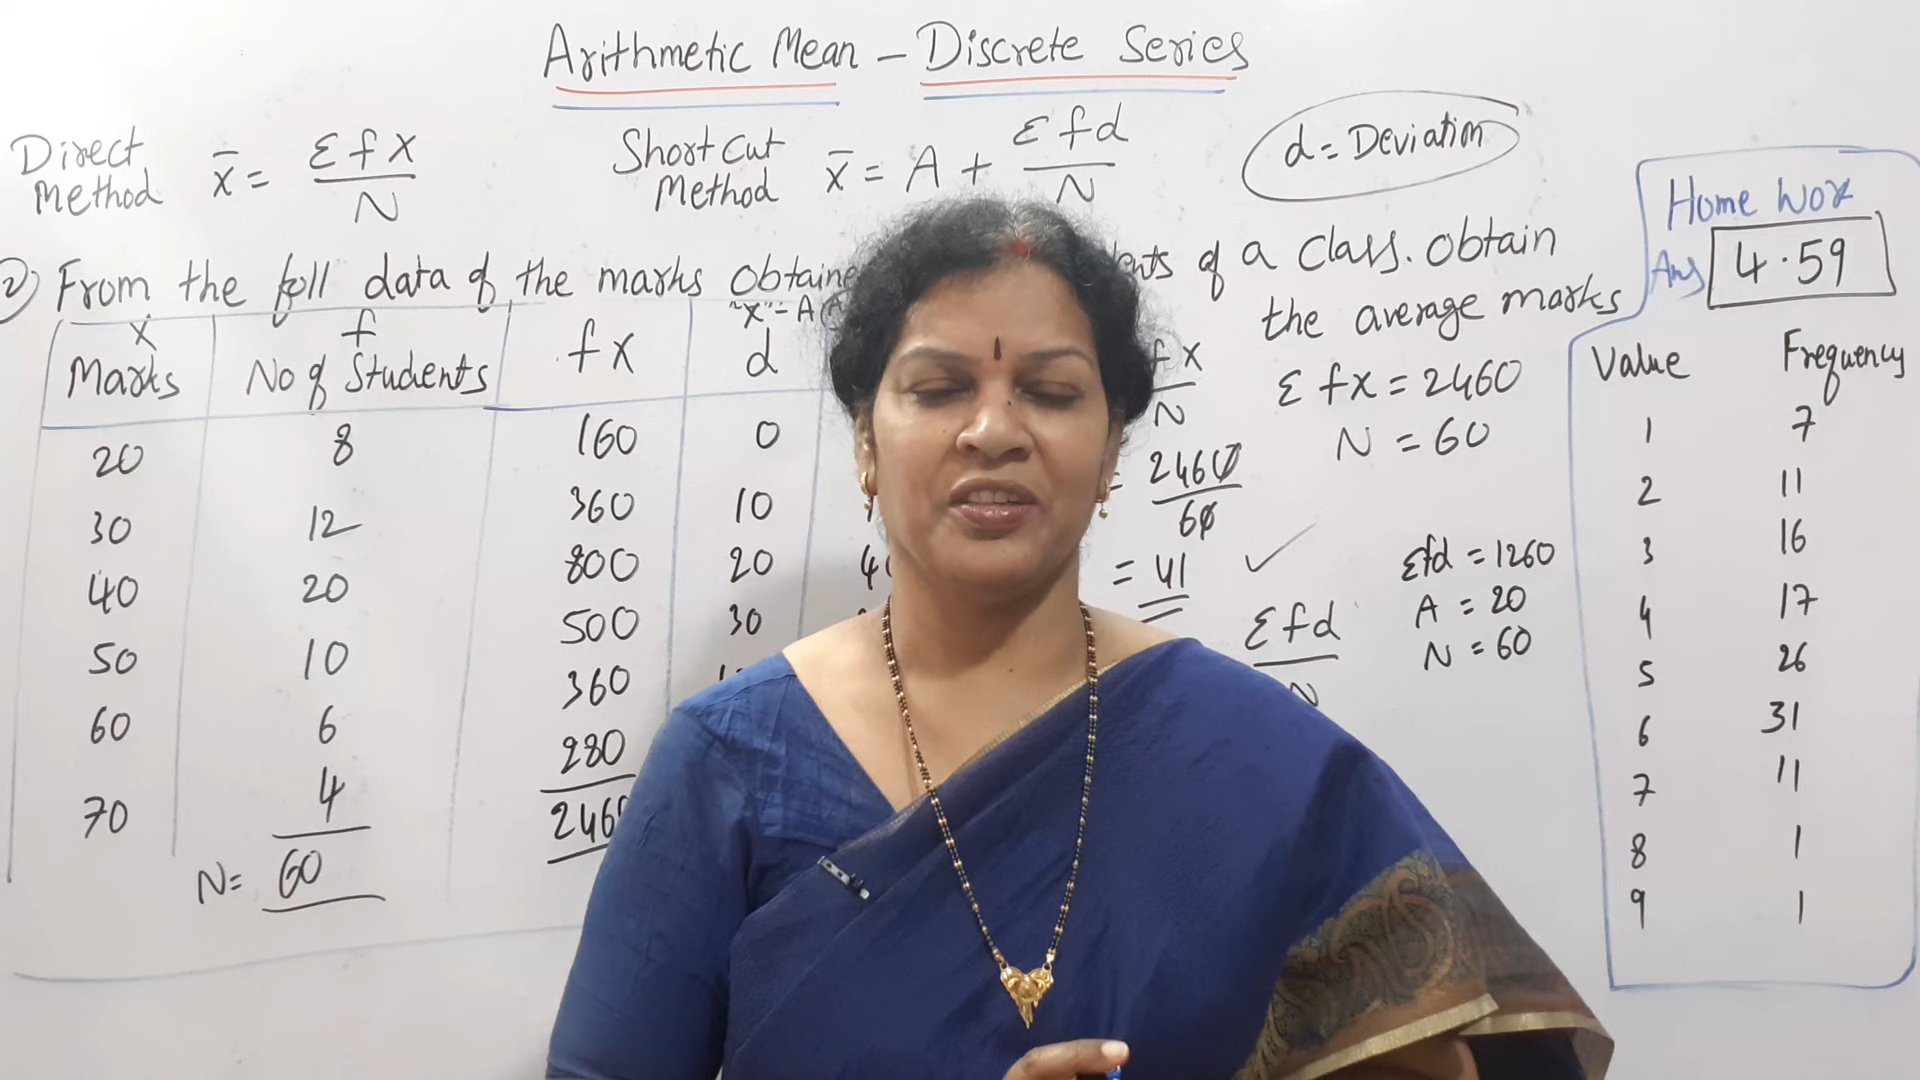 Arithmetic Mean - Discrete Series
Direct Method x̄ = Σfx / N
Short Cut Method x̄ = A + Σfd / N
d = Deviation
2) From the foll data of the marks of a Class. obtain
the average marks
x f
Marks No of Students fx d
20 8 160 0
30 12 360 10
40 20 800 20
50 10 500 30
60 6 360
70 4 280
N= 60
fx / N
= 2460 / 60
= 41
Σfx = 2460
N = 60
Σfd
Σfd = 1260
A = 20
N = 60
Home Wor
Ans 4.59
Value Frequency
1 7
2 11
3 16
4 17
5 26
6 31
7 11
8 1
9 1